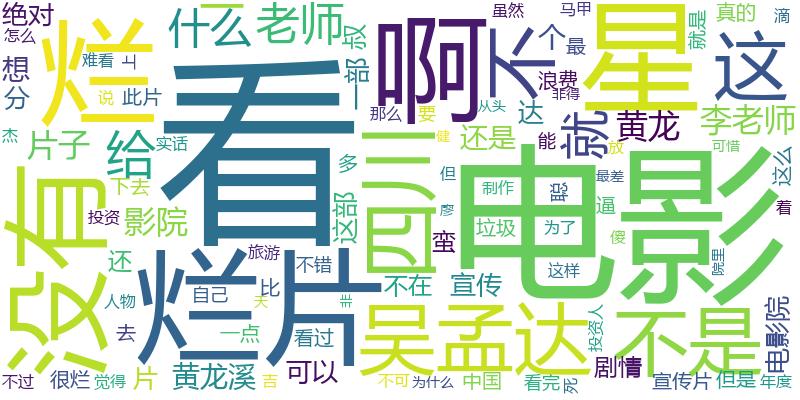 绝对
怎么
烂
什么
老师
叔
一部
啊
不
虽然
马甲
个
最
浪费
非得
星
就是
真的
滴
这
想
分
难看
上
说
此片
看
那么
要
从头
达
就
黄龙
李老师
杰
片子
给
实话
多
四川
还是
能
放
可惜
没有
下去
投资
影院
这部
蛮
但
廖
健
电影
制作
聪
逼
最差
这么
着
垃圾
为了
傻
院里
还
烂片
旅游
不错
不在
宣传
这样
人物
自己
比
天
非
吴孟达
不是
投资人
电影院
去
一点
看过
剧情
不过
很烂
觉得
片
黄龙溪
吉
可以
不可
为什么
中国
看完
死
宣传片
但是
年度